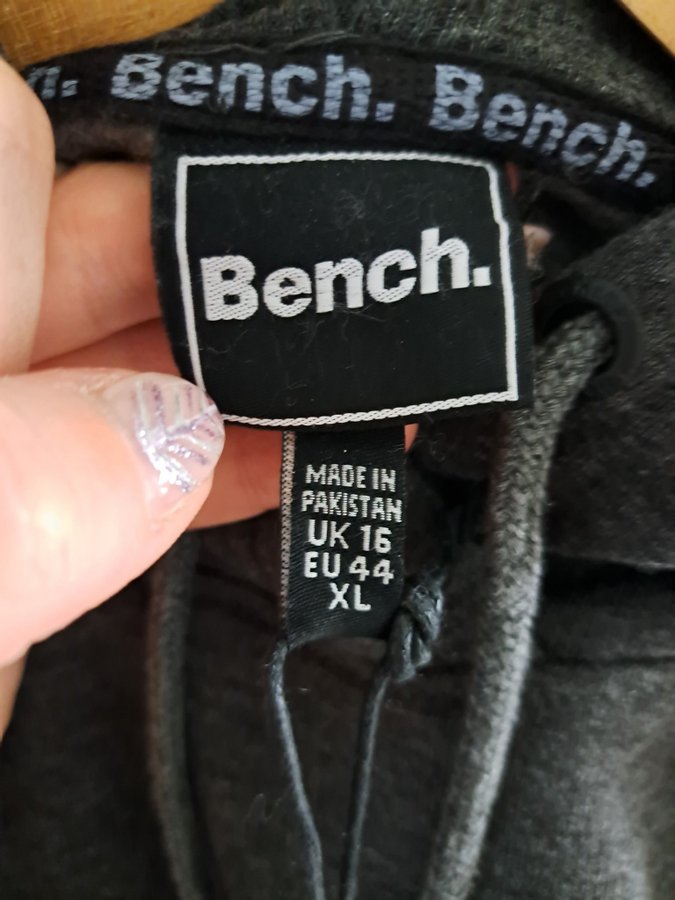 n. Bench. Bench.
Bench.
MADE IN
PAKISTAN
UK 16
EU 44
XL